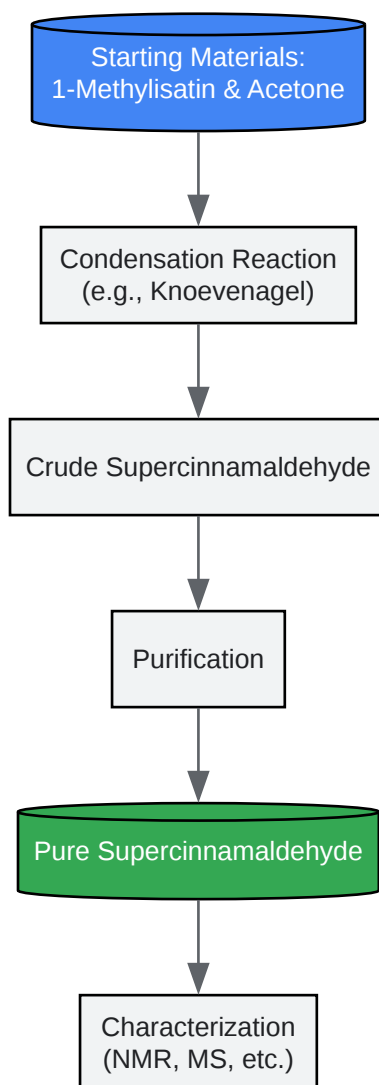 Starting Materials:
1-Methylisatin & Acetone
Condensation Reaction
(e.g., Knoevenagel)
Crude Supercinnamaldehyde
Purification
Pure Supercinnamaldehyde
Characterization
(NMR, MS, etc.)